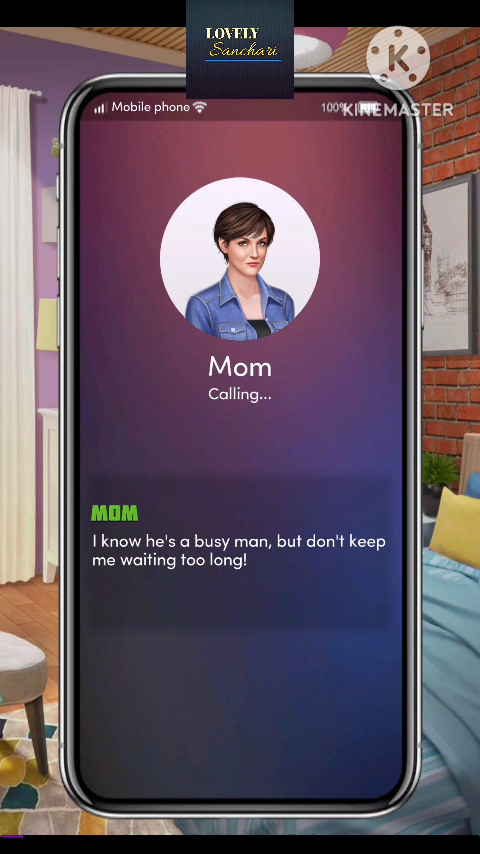 LOVELY
Sanchari
K
KINEMASTER
Mobile phone
100%
Mom
Calling...
MOM
I know he's a busy man, but don't keep
me waiting too long!